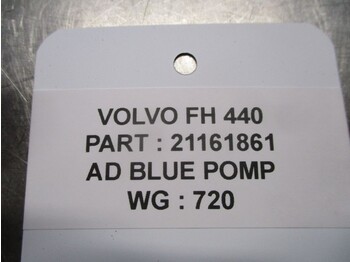 VOLVO FH 440
PART : 21161861
AD BLUE POMP
WG : 720